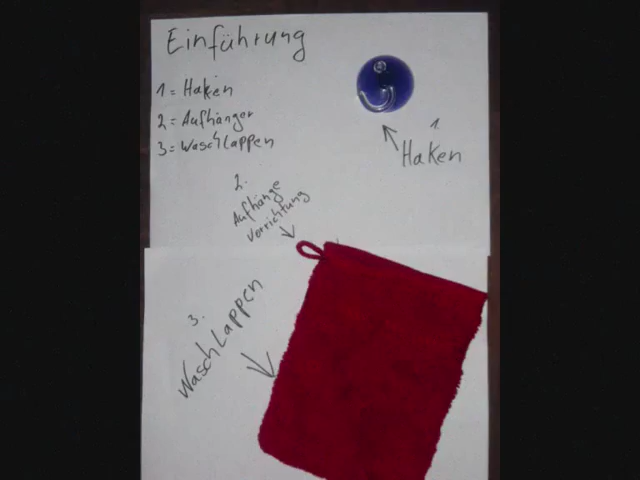 Einführung
1 = Haken
2 = Aufhänger
3 = Waschlappen
1
Haken
2.
Aufhänge
vorrichtung
3.
Waschlappen